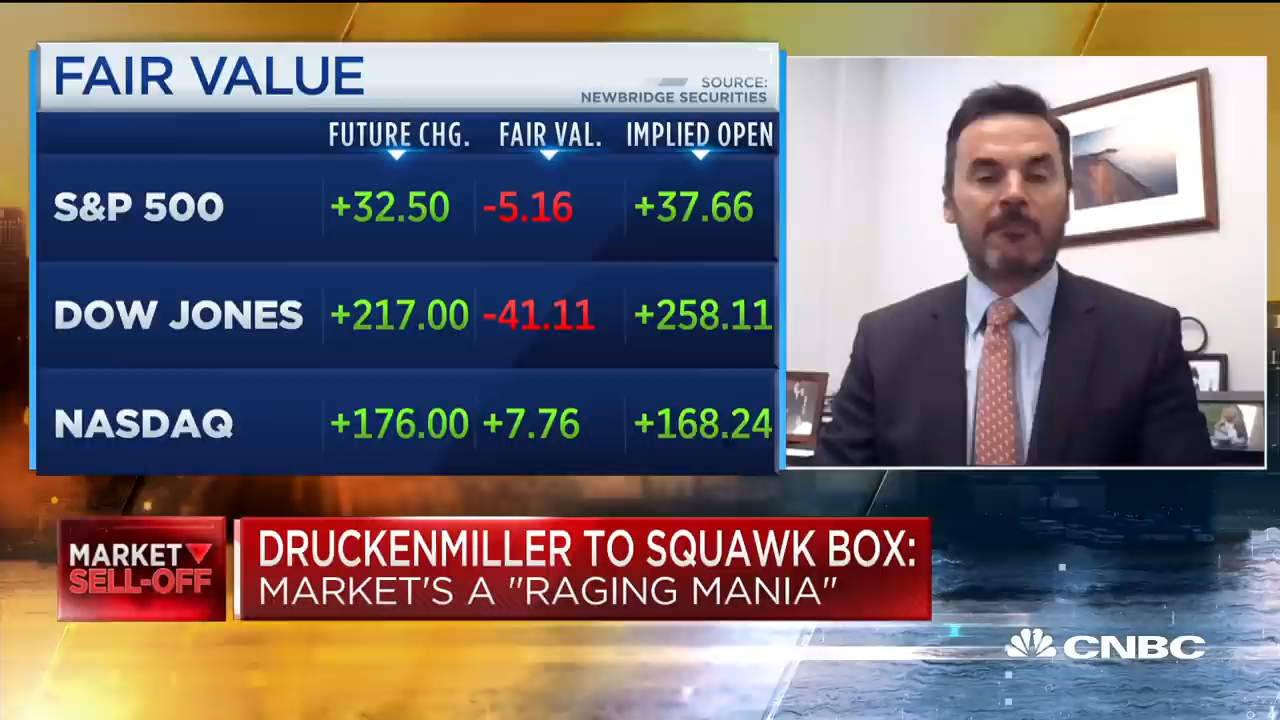 FAIR VALUE
SOURCE:
NEWBRIDGE SECURITIES
FUTURE CHG. FAIR VAL. IMPLIED OPEN
S&P 500 +32.50 -5.16 +37.66
DOW JONES +217.00 -41.11 +258.11
NASDAQ +176.00 +7.76 +168.24
MARKET
SELL-OFF
DRUCKENMILLER TO SQUAWK BOX:
MARKET'S A "RAGING MANIA"
CNBC